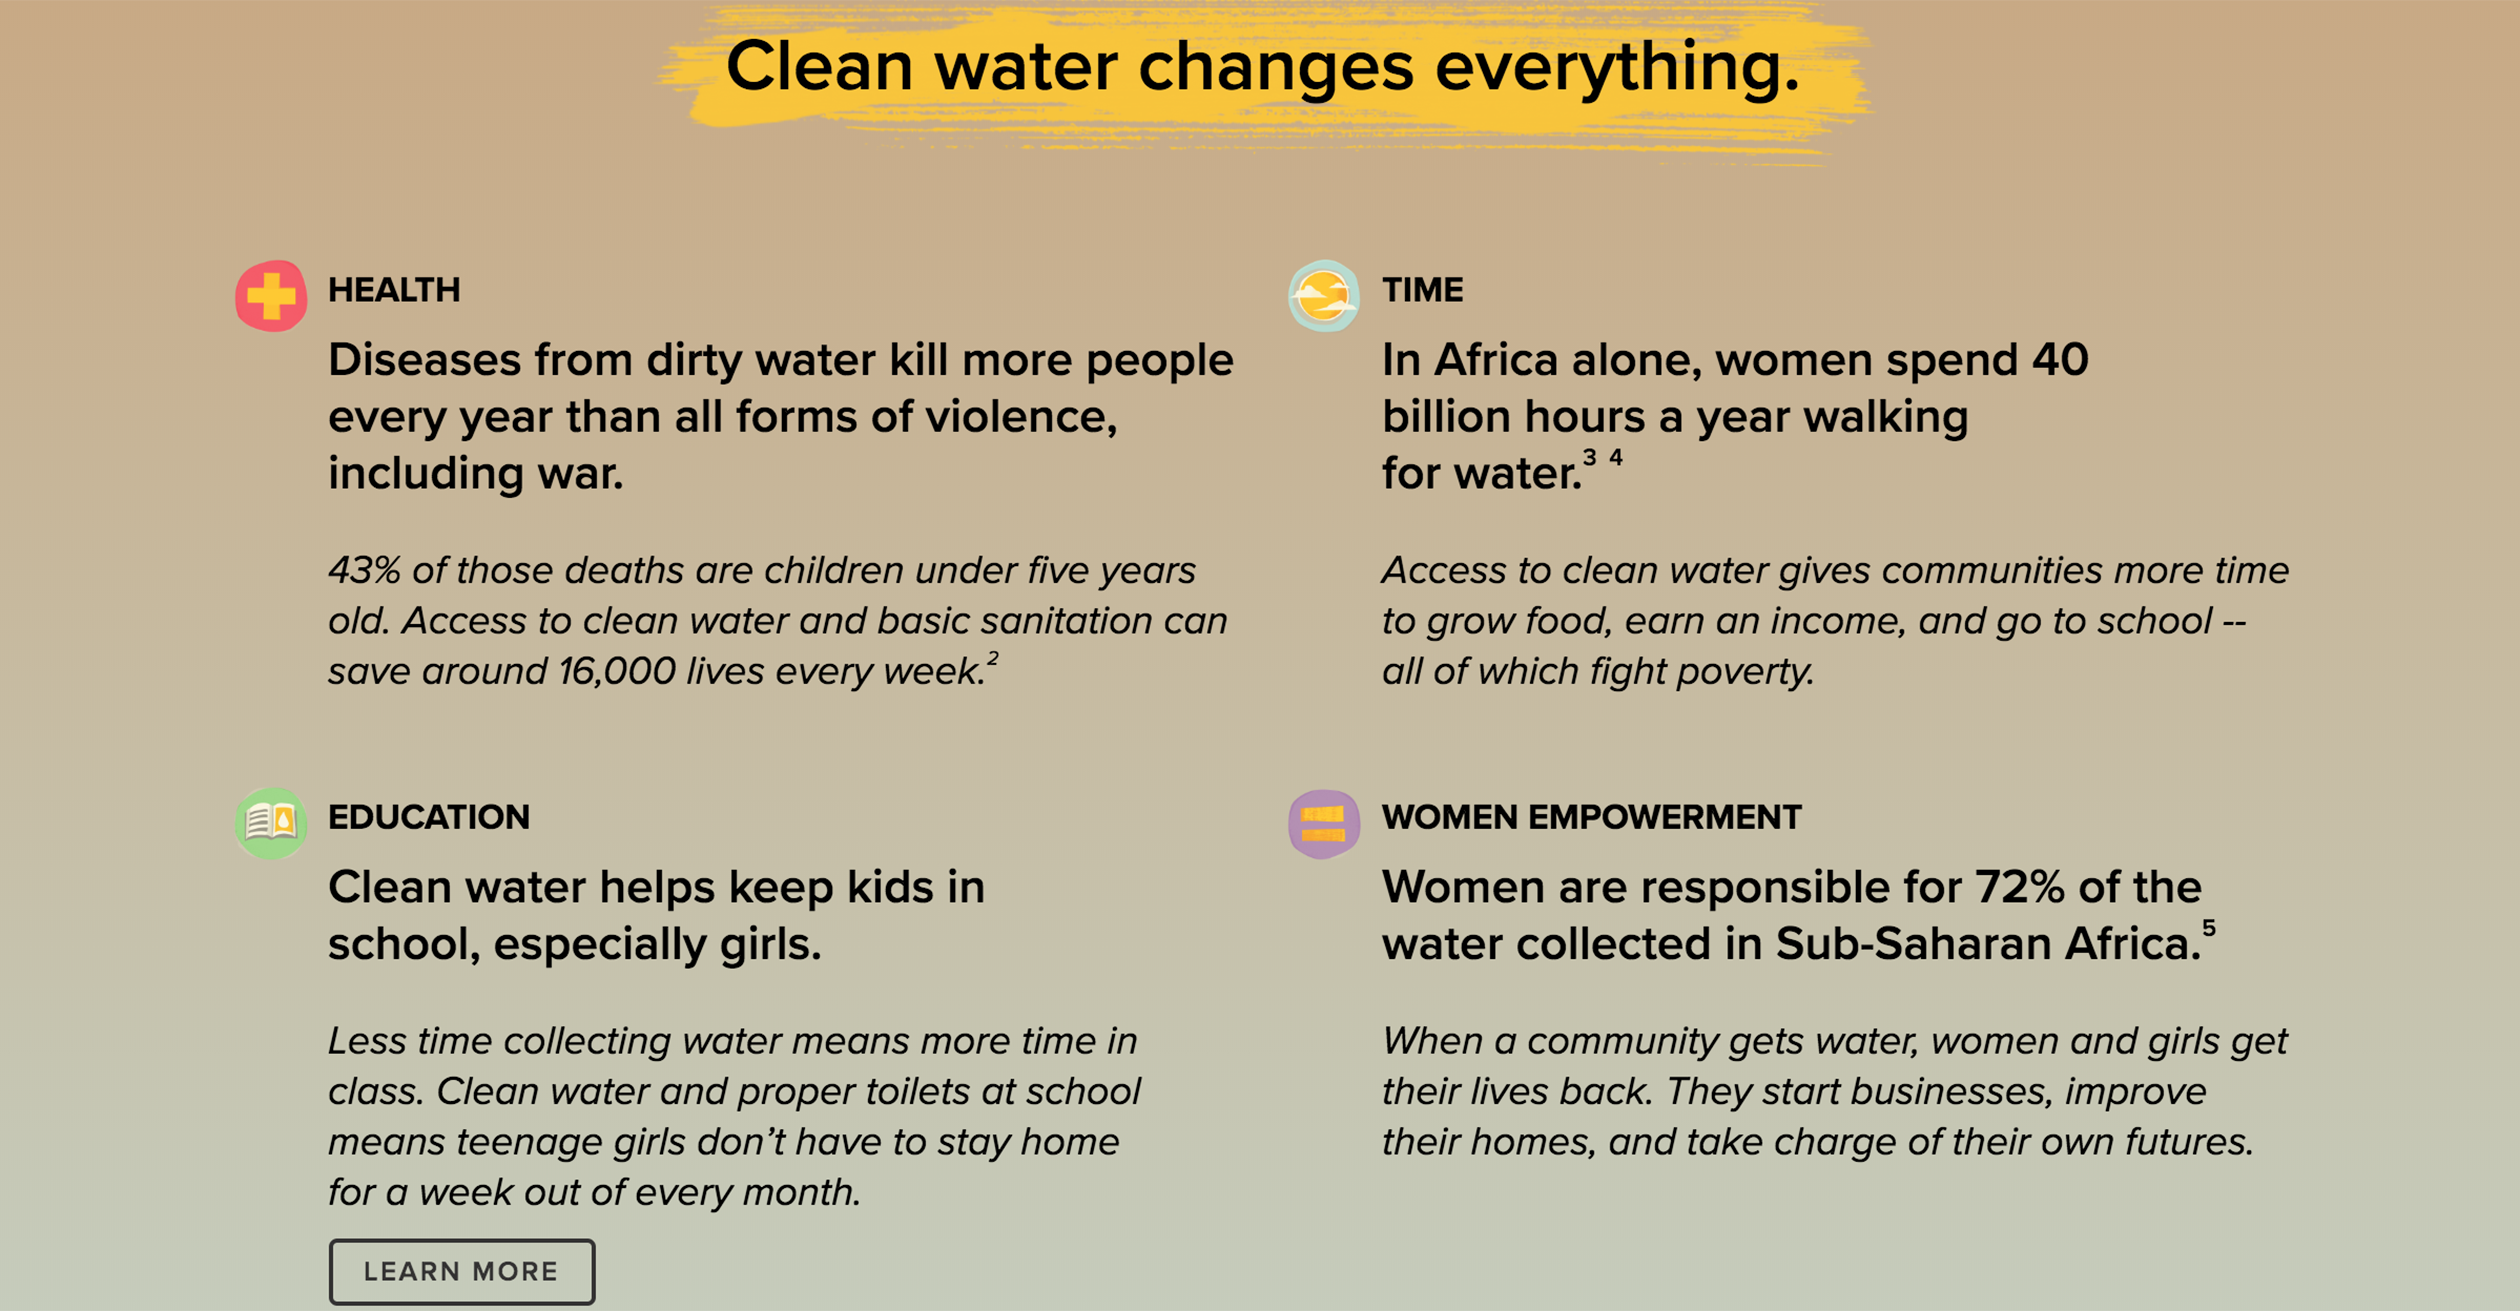 Clean water changes everything.
HEALTH
Diseases from dirty water kill more people
every year than all forms of violence,
including war.
43% of those deaths are children under five years
old. Access to clean water and basic sanitation can
save around 16,000 lives every week.²
TIME
In Africa alone, women spend 40
billion hours a year walking
for water.³ ⁴
Access to clean water gives communities more time
to grow food, earn an income, and go to school --
all of which fight poverty.
EDUCATION
Clean water helps keep kids in
school, especially girls.
Less time collecting water means more time in
class. Clean water and proper toilets at school
means teenage girls don’t have to stay home
for a week out of every month.
LEARN MORE
WOMEN EMPOWERMENT
Women are responsible for 72% of the
water collected in Sub-Saharan Africa.⁵
When a community gets water, women and girls get
their lives back. They start businesses, improve
their homes, and take charge of their own futures.